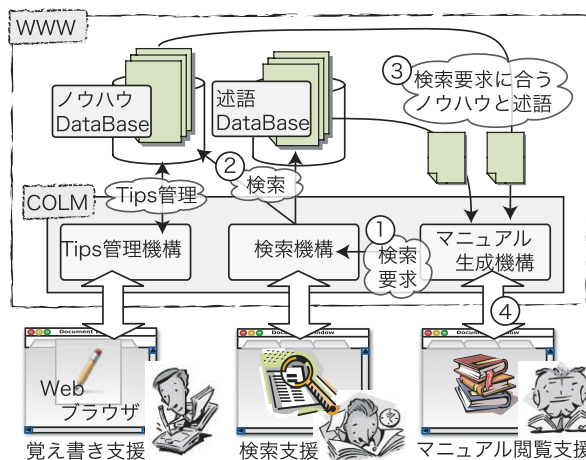 WWW
ノウハウ
DataBase
述語
DataBase
③
検索要求に合う
ノウハウと述語
②
検索
Tips管理
COLM
Tips管理機構
検索機構
①
検索
要求
マニュアル
生成機構
④
Web
ブラウザ
覚え書き支援
検索支援
マニュアル閲覧支援